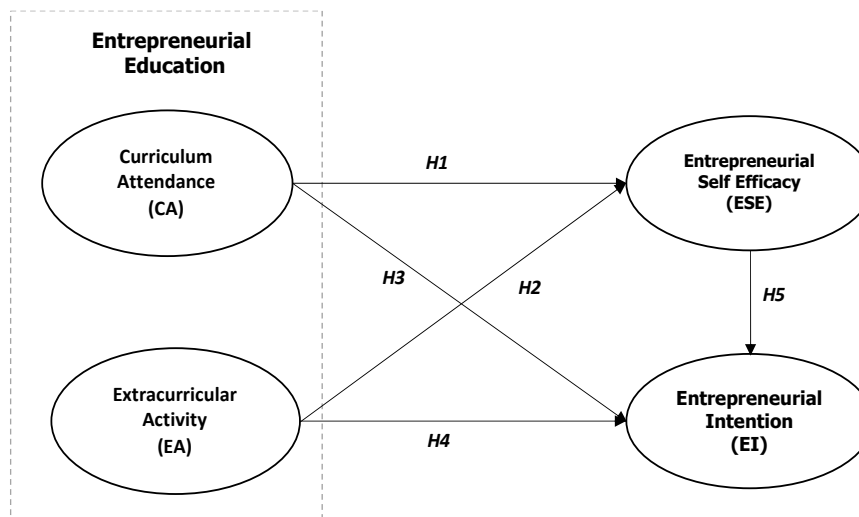 Entrepreneurial
Education
Curriculum
Attendance
(CA)
H1
Entrepreneurial
Self Efficacy
(ESE)
H3
H2
H5
Extracurricular
Activity
(EA)
H4
Entrepreneurial
Intention
(EI)